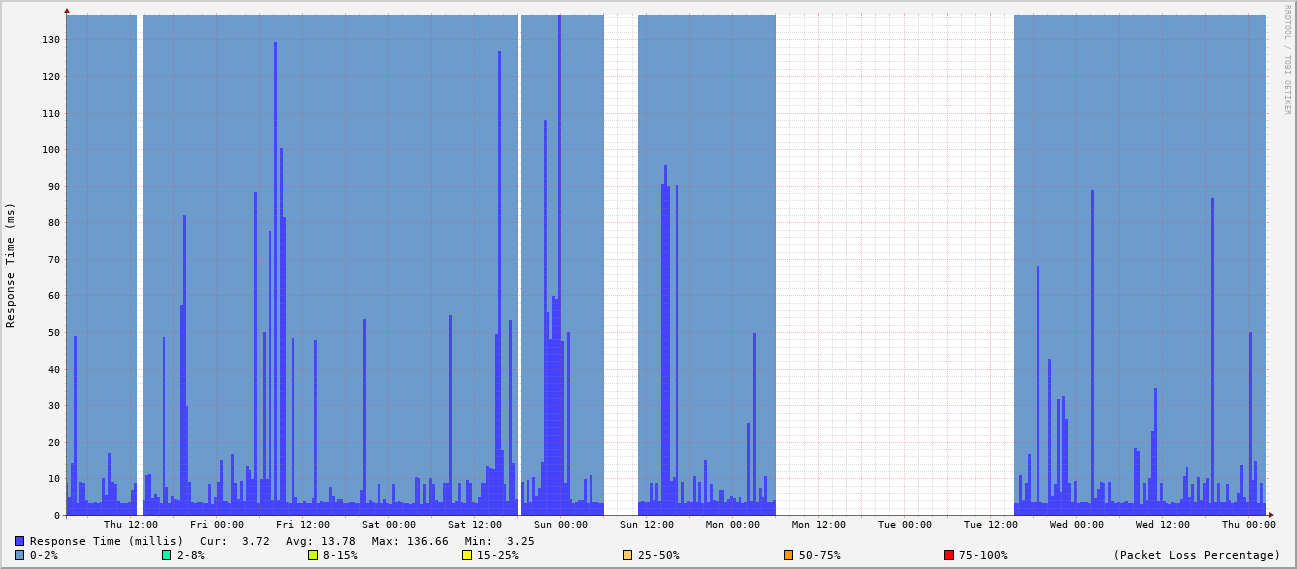 RRDTOOL / TOBI OETIKER
Response Time (ms)
130
120
110
100
90
80
70
60
50
40
30
20
10
0
Thu 12:00 Fri 00:00 Fri 12:00 Sat 00:00 Sat 12:00 Sun 00:00 Sun 12:00 Mon 00:00 Mon 12:00 Tue 00:00 Tue 12:00 Wed 00:00 Wed 12:00 Thu 00:00
Response Time (millis) Cur: 3.72 Avg: 13.78 Max: 136.66 Min: 3.25
0-2% 2-8% 8-15% 15-25% 25-50% 50-75% 75-100% (Packet Loss Percentage)